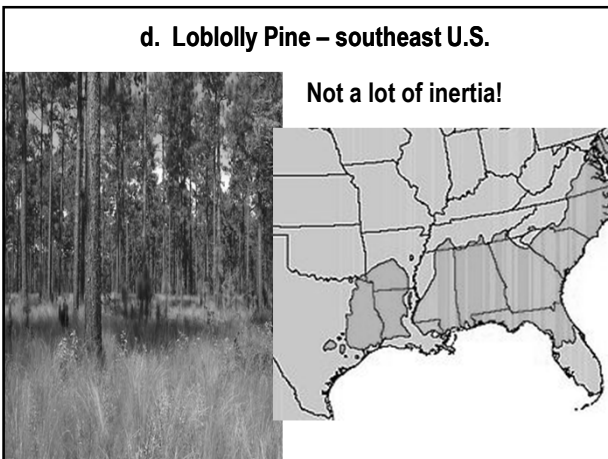 d. Loblolly Pine – southeast U.S.
Not a lot of inertia!